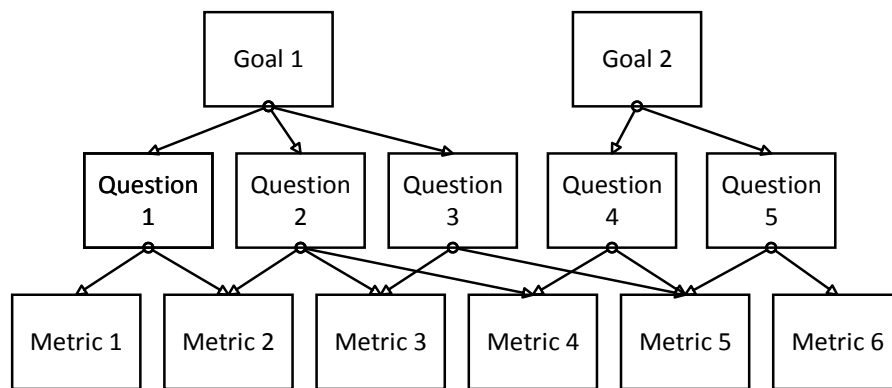 Goal 1
Goal 2
Question
1
Question
2
Question
3
Question
4
Question
5
Metric 1
Metric 2
Metric 3
Metric 4
Metric 5
Metric 6